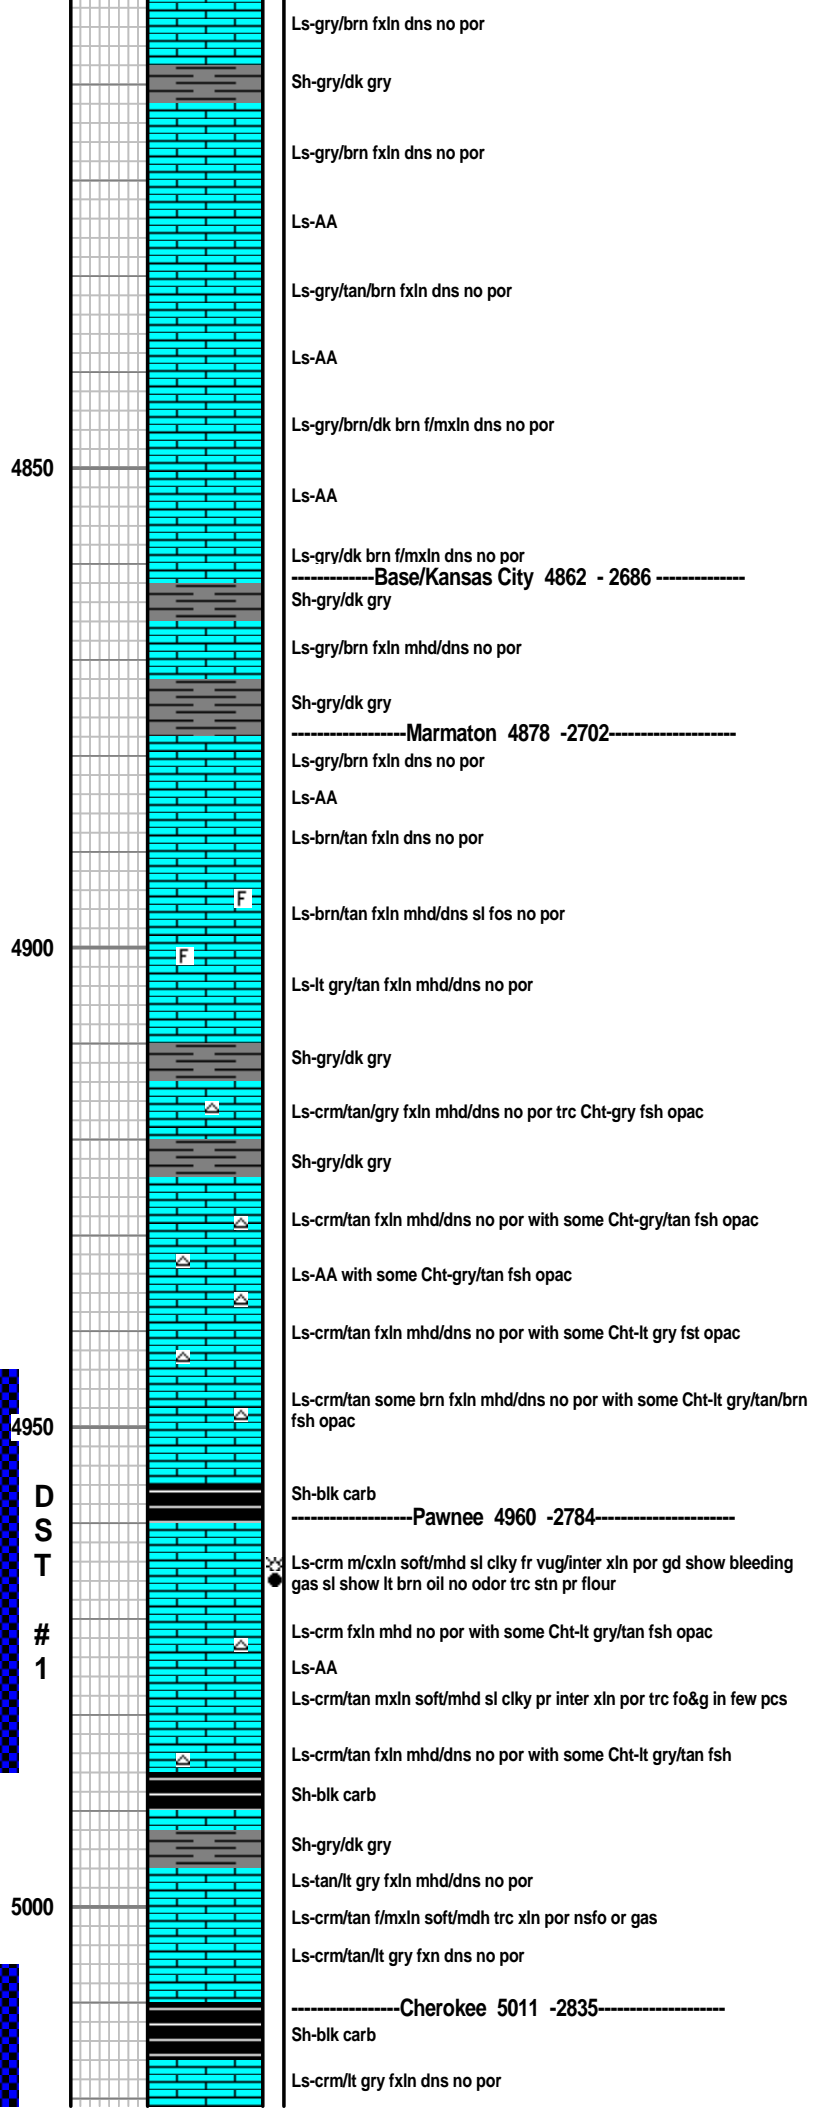 Ls-gry/brn fxln dns no por
Sh-gry/dk gry
Ls-gry/brn fxln dns no por
Ls-AA
Ls-gry/tan/brn fxln dns no por
Ls-AA
Ls-gry/brn/dk brn f/mxln dns no por
4850
Ls-AA
Ls-gry/dk brn f/mxln dns no por
-------------Base/Kansas City 4862 - 2686 --------------
Sh-gry/dk gry
Ls-gry/brn fxln mhd/dns no por
Sh-gry/dk gry
------------------Marmaton 4878 -2702--------------------
Ls-gry/brn fxln dns no por
Ls-AA
Ls-brn/tan fxln dns no por
F
Ls-brn/tan fxln mhd/dns sl fos no por
4900
F
Ls-lt gry/tan fxln mhd/dns no por
Sh-gry/dk gry
Ls-crm/tan/gry fxln mhd/dns no por trc Cht-gry fsh opac
Sh-gry/dk gry
Ls-crm/tan fxln mhd/dns no por with some Cht-gry/tan fsh opac
Ls-AA with some Cht-gry/tan fsh opac
Ls-crm/tan fxln mhd/dns no por with some Cht-lt gry fst opac
Ls-crm/tan some brn fxln mhd/dns no por with some Cht-lt gry/tan/brn
fsh opac
4950
Sh-blk carb
-------------------Pawnee 4960 -2784----------------------
DST #1
Ls-crm m/cxln soft/mhd sl clky fr vug/inter xln por gd show bleeding
gas sl show lt brn oil no odor trc stn pr flour
Ls-crm fxln mhd no por with some Cht-lt gry/tan fsh opac
Ls-AA
Ls-crm/tan mxln soft/mhd sl clky pr inter xln por trc fo&g in few pcs
Ls-crm/tan fxln mhd/dns no por with some Cht-lt gry/tan fsh
Sh-blk carb
Sh-gry/dk gry
Ls-tan/lt gry fxln mhd/dns no por
5000
Ls-crm/tan f/mxln soft/mdh trc xln por nsfo or gas
Ls-crm/tan/lt gry fxn dns no por
-----------------Cherokee 5011 -2835--------------------
Sh-blk carb
Ls-crm/lt gry fxln dns no por